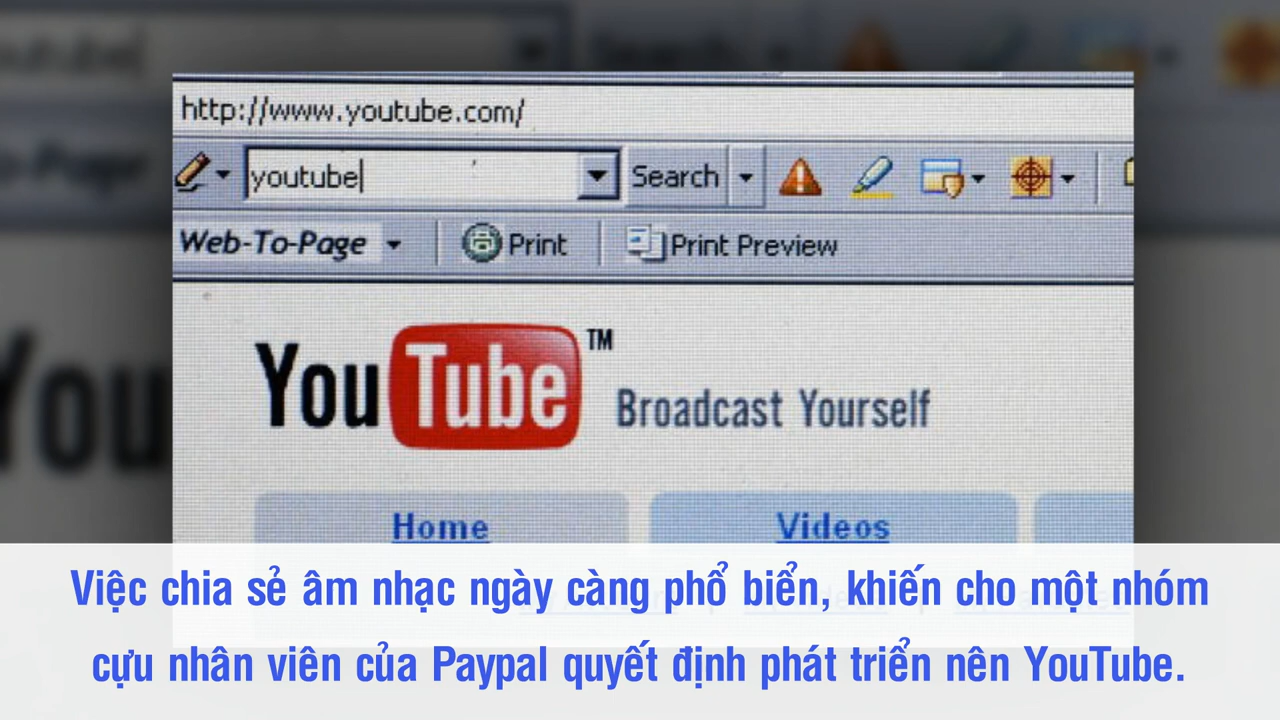 http://www.youtube.com/
youtube
Search
Web-To-Page
Print
Print Preview
YouTube™
Broadcast Yourself
Home
Videos
Việc chia sẻ âm nhạc ngày càng phổ biển, khiến cho một nhóm
cựu nhân viên của Paypal quyết định phát triển nên YouTube.